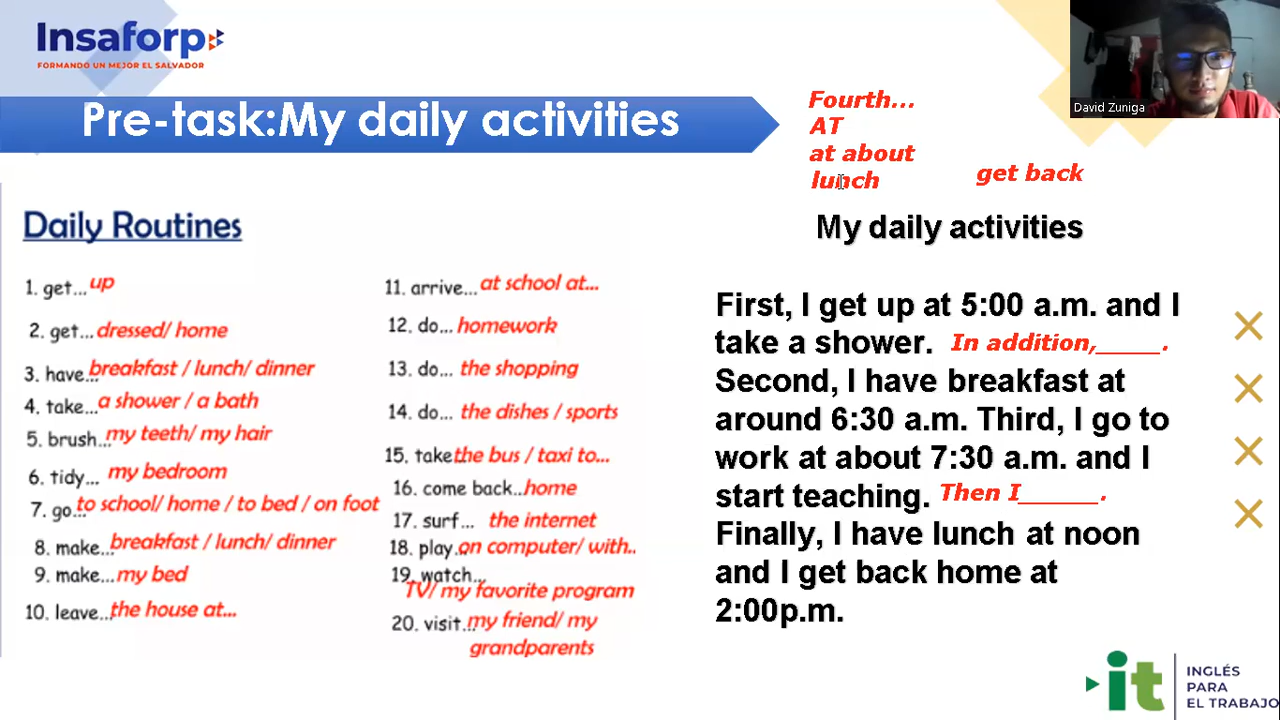 Insaforp
FORMANDO UN MEJOR EL SALVADOR
Pre-task:My daily activities
David Zuniga
Fourth...
AT
at about
lunch
get back
Daily Routines
1. get... up
2. get... dressed/ home
3. have... breakfast / lunch/ dinner
4. take... a shower / a bath
5. brush... my teeth/ my hair
6. tidy... my bedroom
7. go... to school/ home / to bed / on foot
8. make... breakfast / lunch/ dinner
9. make... my bed
10. leave... the house at...
11. arrive... at school at...
12. do... homework
13. do... the shopping
14. do... the dishes / sports
15. take... the bus / taxi to...
16. come back... home
17. surf... the internet
18. play... on computer/ with..
19. watch...
TV/ my favorite program
20. visit... my friend/ my
grandparents
My daily activities
First, I get up at 5:00 a.m. and I
take a shower. In addition,_____.
Second, I have breakfast at
around 6:30 a.m. Third, I go to
work at about 7:30 a.m. and I
start teaching. Then I______.
Finally, I have lunch at noon
and I get back home at
2:00p.m.
it
INGLÉS
PARA
EL TRABAJO